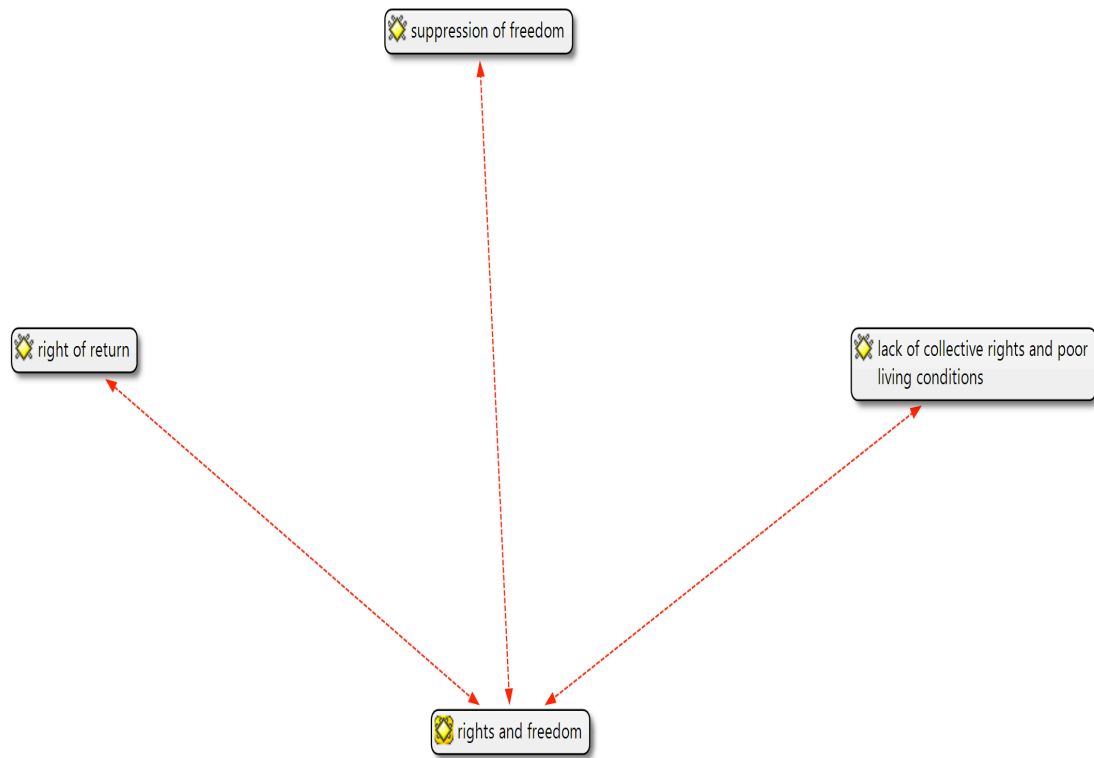 suppression of freedom
right of return
lack of collective rights and poor
living conditions
rights and freedom